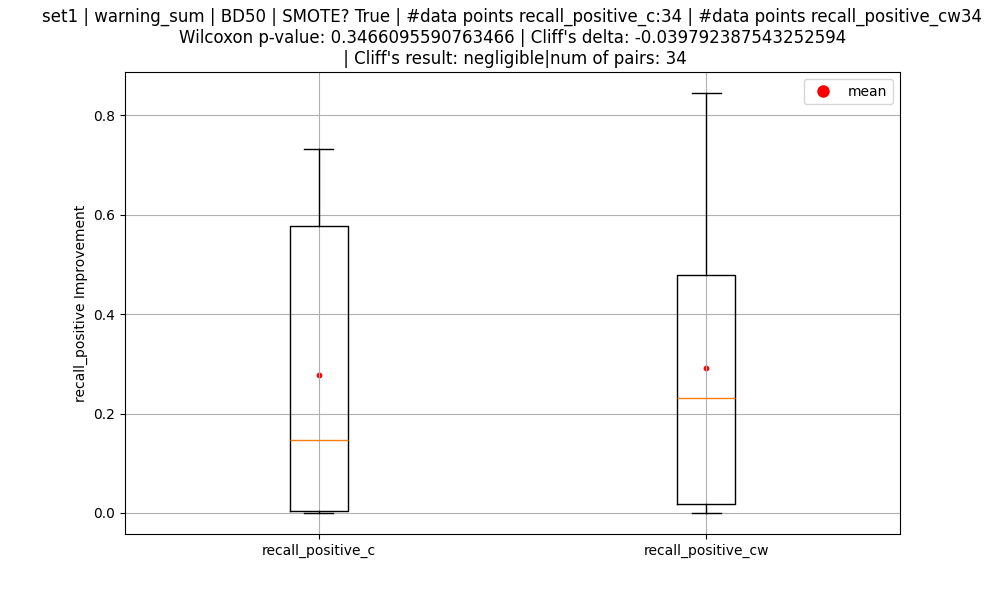 set1 | warning_sum | BD50 | SMOTE? True | #data points recall_positive_c:34 | #data points recall_positive_cw34
Wilcoxon p-value: 0.3466095590763466 | Cliff's delta: -0.039792387543252594
| Cliff's result: negligible|num of pairs: 34
mean
0.8
0.6
0.4
0.2
0.0
recall_positive Improvement
recall_positive_c
recall_positive_cw